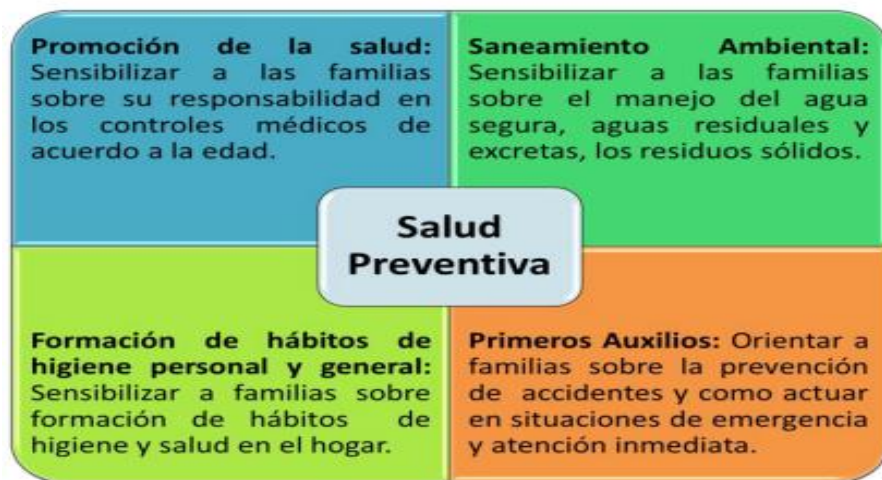 Promoción de la salud:
Sensibilizar a las familias
sobre su responsabilidad en
los controles médicos de
acuerdo a la edad.
Saneamiento Ambiental:
Sensibilizar a las familias
sobre el manejo del agua
segura, aguas residuales y
excretas, los residuos sólidos.
Salud
Preventiva
Formación de hábitos de
higiene personal y general:
Sensibilizar a familias sobre
formación de hábitos de
higiene y salud en el hogar.
Primeros Auxilios: Orientar a
familias sobre la prevención
de accidentes y como actuar
en situaciones de emergencia
y atención inmediata.